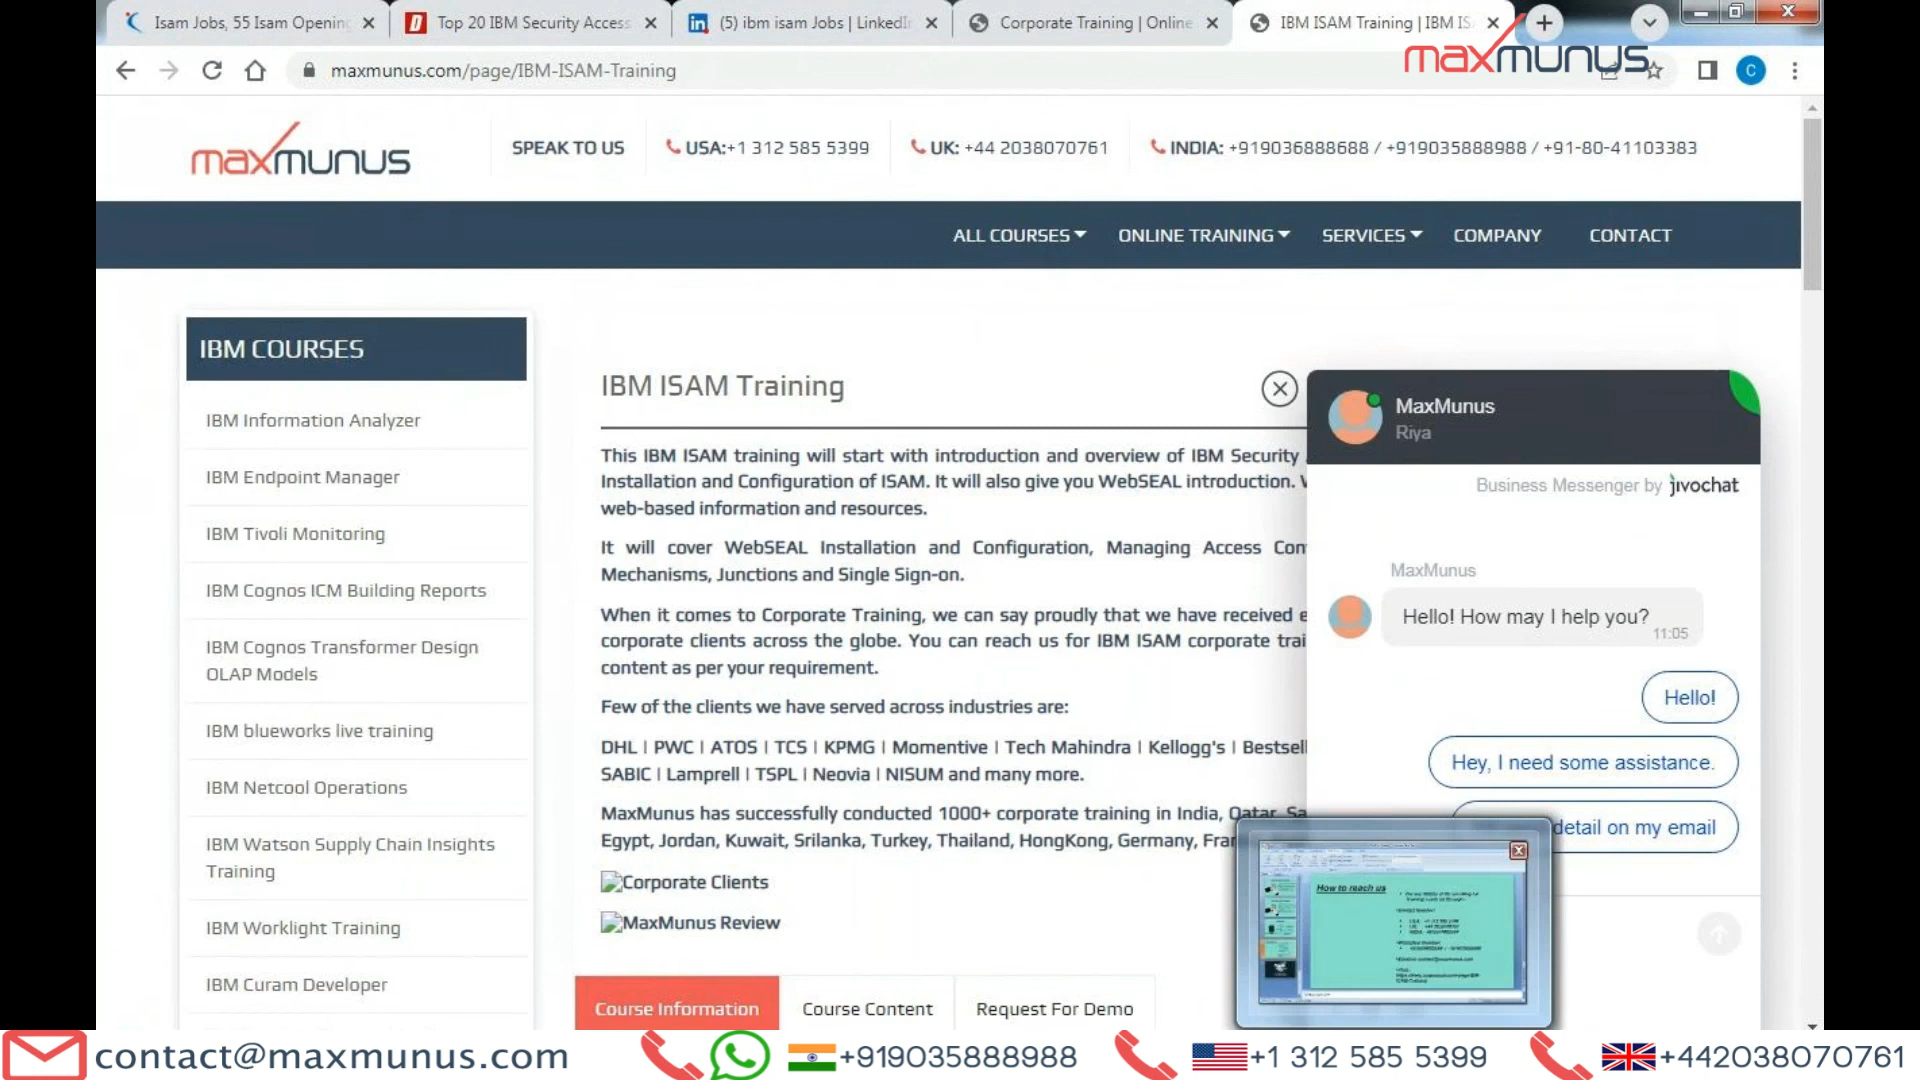 Isam Jobs, 55 Isam Opening
Top 20 IBM Security Access
(5) ibm isam Jobs | LinkedIn
Corporate Training | Online
IBM ISAM Training | IBM IS
maxmunus.com/page/IBM-ISAM-Training
maxmunus
C
maxmunus
SPEAK TO US
USA:+1 312 585 5399
UK: +44 2038070761
INDIA: +919036888688 / +919035888988 / +91-80-41103383
ALL COURSES
ONLINE TRAINING
SERVICES
COMPANY
CONTACT
IBM COURSES
IBM Information Analyzer
IBM Endpoint Manager
IBM Tivoli Monitoring
IBM Cognos ICM Building Reports
IBM Cognos Transformer Design
OLAP Models
IBM blueworks live training
IBM Netcool Operations
IBM Watson Supply Chain Insights
Training
IBM Worklight Training
IBM Curam Developer
IBM ISAM Training
This IBM ISAM training will start with introduction and overview of IBM Security
Installation and Configuration of ISAM. It will also give you WebSEAL introduction.
web-based information and resources.
It will cover WebSEAL Installation and Configuration, Managing Access Con
Mechanisms, Junctions and Single Sign-on.
When it comes to Corporate Training, we can say proudly that we have received e
corporate clients across the globe. You can reach us for IBM ISAM corporate trai
content as per your requirement.
Few of the clients we have served across industries are:
DHL | PWC | ATOS | TCS | KPMG | Momentive | Tech Mahindra | Kellogg's | Bestsell
SABIC | Lamprell | TSPL | Neovia | NISUM and many more.
MaxMunus has successfully conducted 1000+ corporate training in India, Qatar, Sa
Egypt, Jordan, Kuwait, Srilanka, Turkey, Thailand, HongKong, Germany, Fran
Corporate Clients
MaxMunus Review
Course Information
Course Content
Request For Demo
MaxMunus
Riya
Business Messenger by jivochat
MaxMunus
Hello! How may I help you?
11:05
Hello!
Hey, I need some assistance.
detail on my email
How to reach us
contact@maxmunus.com
+919035888988
+1 312 585 5399
+442038070761